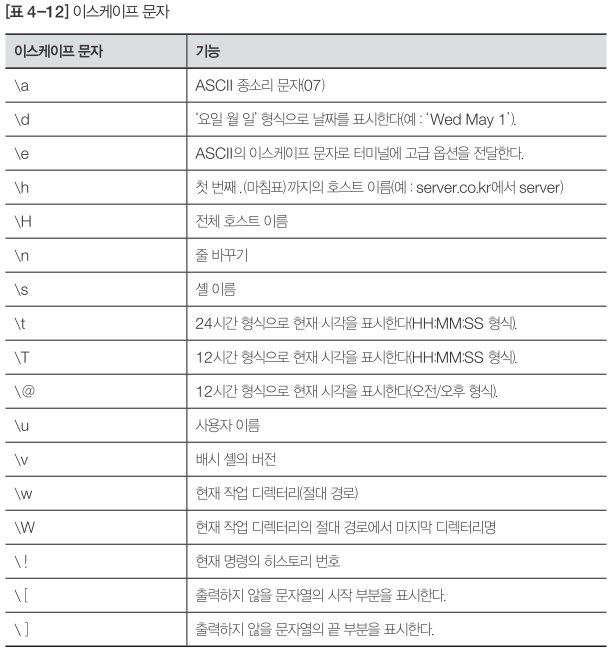 [표 4-12] 이스케이프 문자
이스케이프 문자 기능
\a ASCII 종소리 문자(07)
\d ‘요일 월 일’ 형식으로 날짜를 표시한다(예 : ‘Wed May 1’).
\e ASCII의 이스케이프 문자로 터미널에 고급 옵션을 전달한다.
\h 첫 번째 .(마침표)까지의 호스트 이름(예 : server.co.kr에서 server)
\H 전체 호스트 이름
\n 줄 바꾸기
\s 셸 이름
\t 24시간 형식으로 현재 시각을 표시한다(HH:MM:SS 형식).
\T 12시간 형식으로 현재 시각을 표시한다(HH:MM:SS 형식).
\@ 12시간 형식으로 현재 시각을 표시한다(오전/오후 형식).
\u 사용자 이름
\v 배시 셸의 버전
\w 현재 작업 디렉터리(절대 경로)
\W 현재 작업 디렉터리의 절대 경로에서 마지막 디렉터리명
\! 현재 명령의 히스토리 번호
\[ 출력하지 않을 문자열의 시작 부분을 표시한다.
\] 출력하지 않을 문자열의 끝 부분을 표시한다.